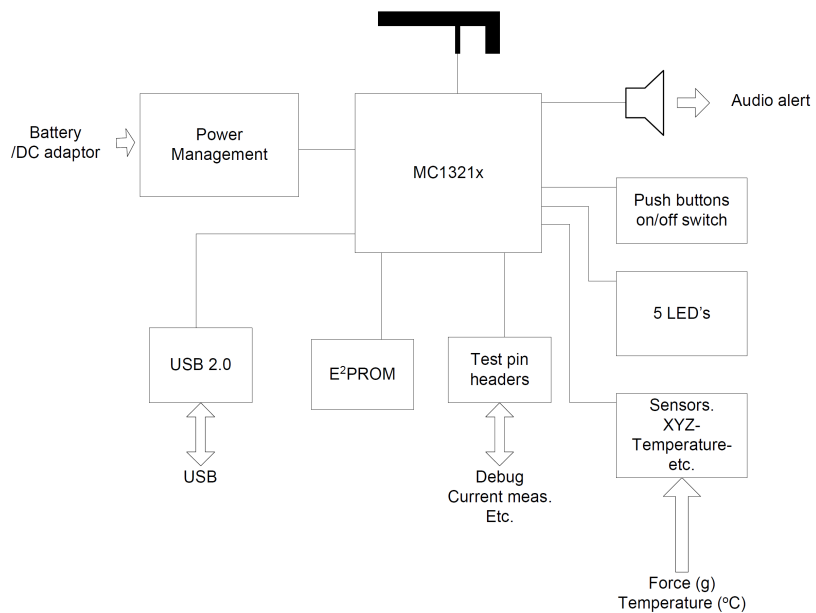 Audio alert
Battery
/DC adaptor
Power
Management
MC1321x
Push buttons
on/off switch
5 LED's
USB 2.0
E²PROM
Test pin
headers
Sensors.
XYZ-
Temperature-
etc.
USB
Debug
Current meas.
Etc.
Force (g)
Temperature (ºC)